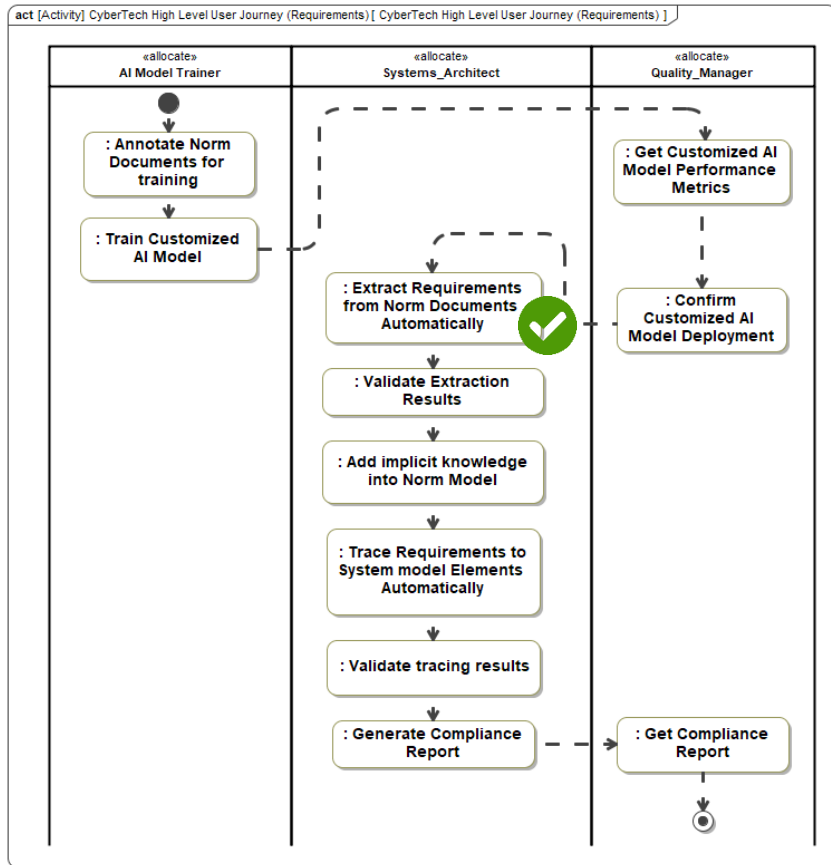 act [Activity] CyberTech High Level User Journey (Requirements) [ CyberTech High Level User Journey (Requirements) ]
«allocate»
AI Model Trainer
«allocate»
Systems_Architect
«allocate»
Quality_Manager
: Annotate Norm
Documents for
training
: Train Customized
AI Model
: Get Customized AI
Model Performance
Metrics
: Confirm
Customized AI
Model Deployment
: Extract Requirements
from Norm Documents
Automatically
: Validate Extraction
Results
: Add implicit knowledge
into Norm Model
: Trace Requirements to
System model Elements
Automatically
: Validate tracing results
: Generate Compliance
Report
: Get Compliance
Report